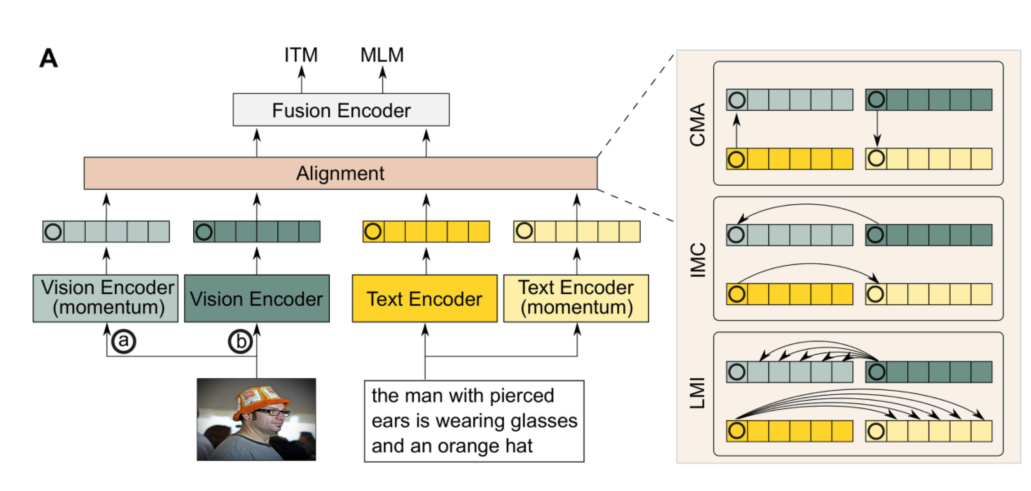 A
ITM MLM
Fusion Encoder
Alignment
Vision Encoder
(momentum)
Vision Encoder
Text Encoder
Text Encoder
(momentum)
a
b
the man with pierced
ears is wearing glasses
and an orange hat
CMA
IMC
LMI